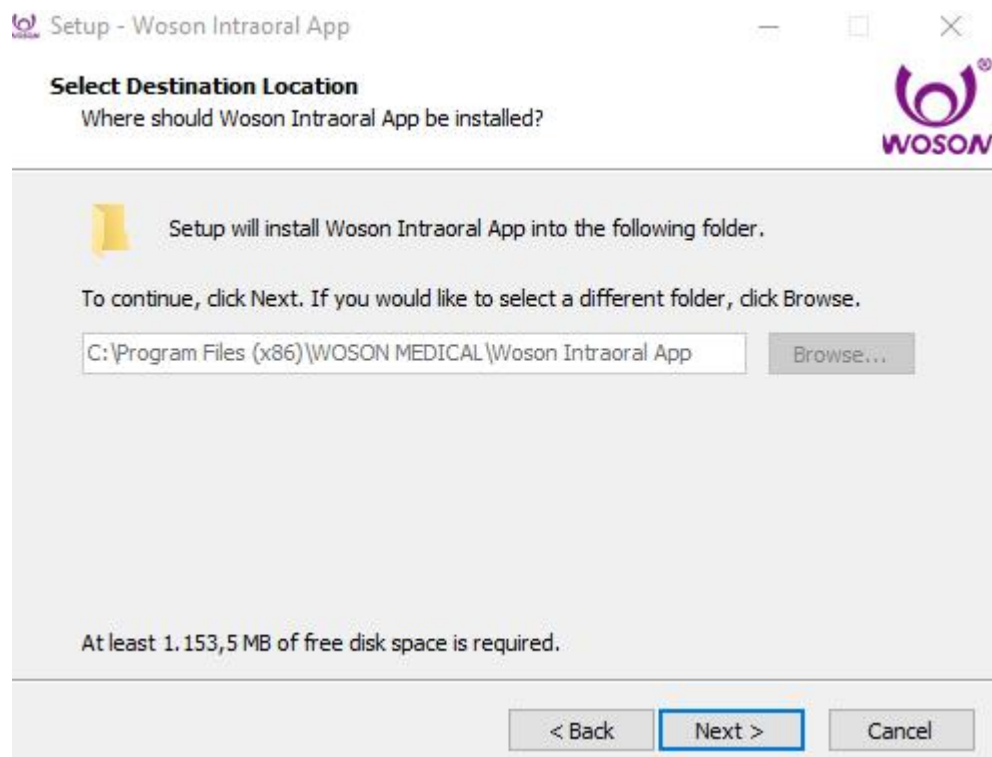 Setup - Woson Intraoral App
Select Destination Location
Where should Woson Intraoral App be installed?
WOSON
Setup will install Woson Intraoral App into the following folder.
To continue, click Next. If you would like to select a different folder, click Browse.
C:\Program Files (x86)\WOSON MEDICAL\Woson Intraoral App
Browse...
At least 1.153,5 MB of free disk space is required.
< Back
Next >
Cancel